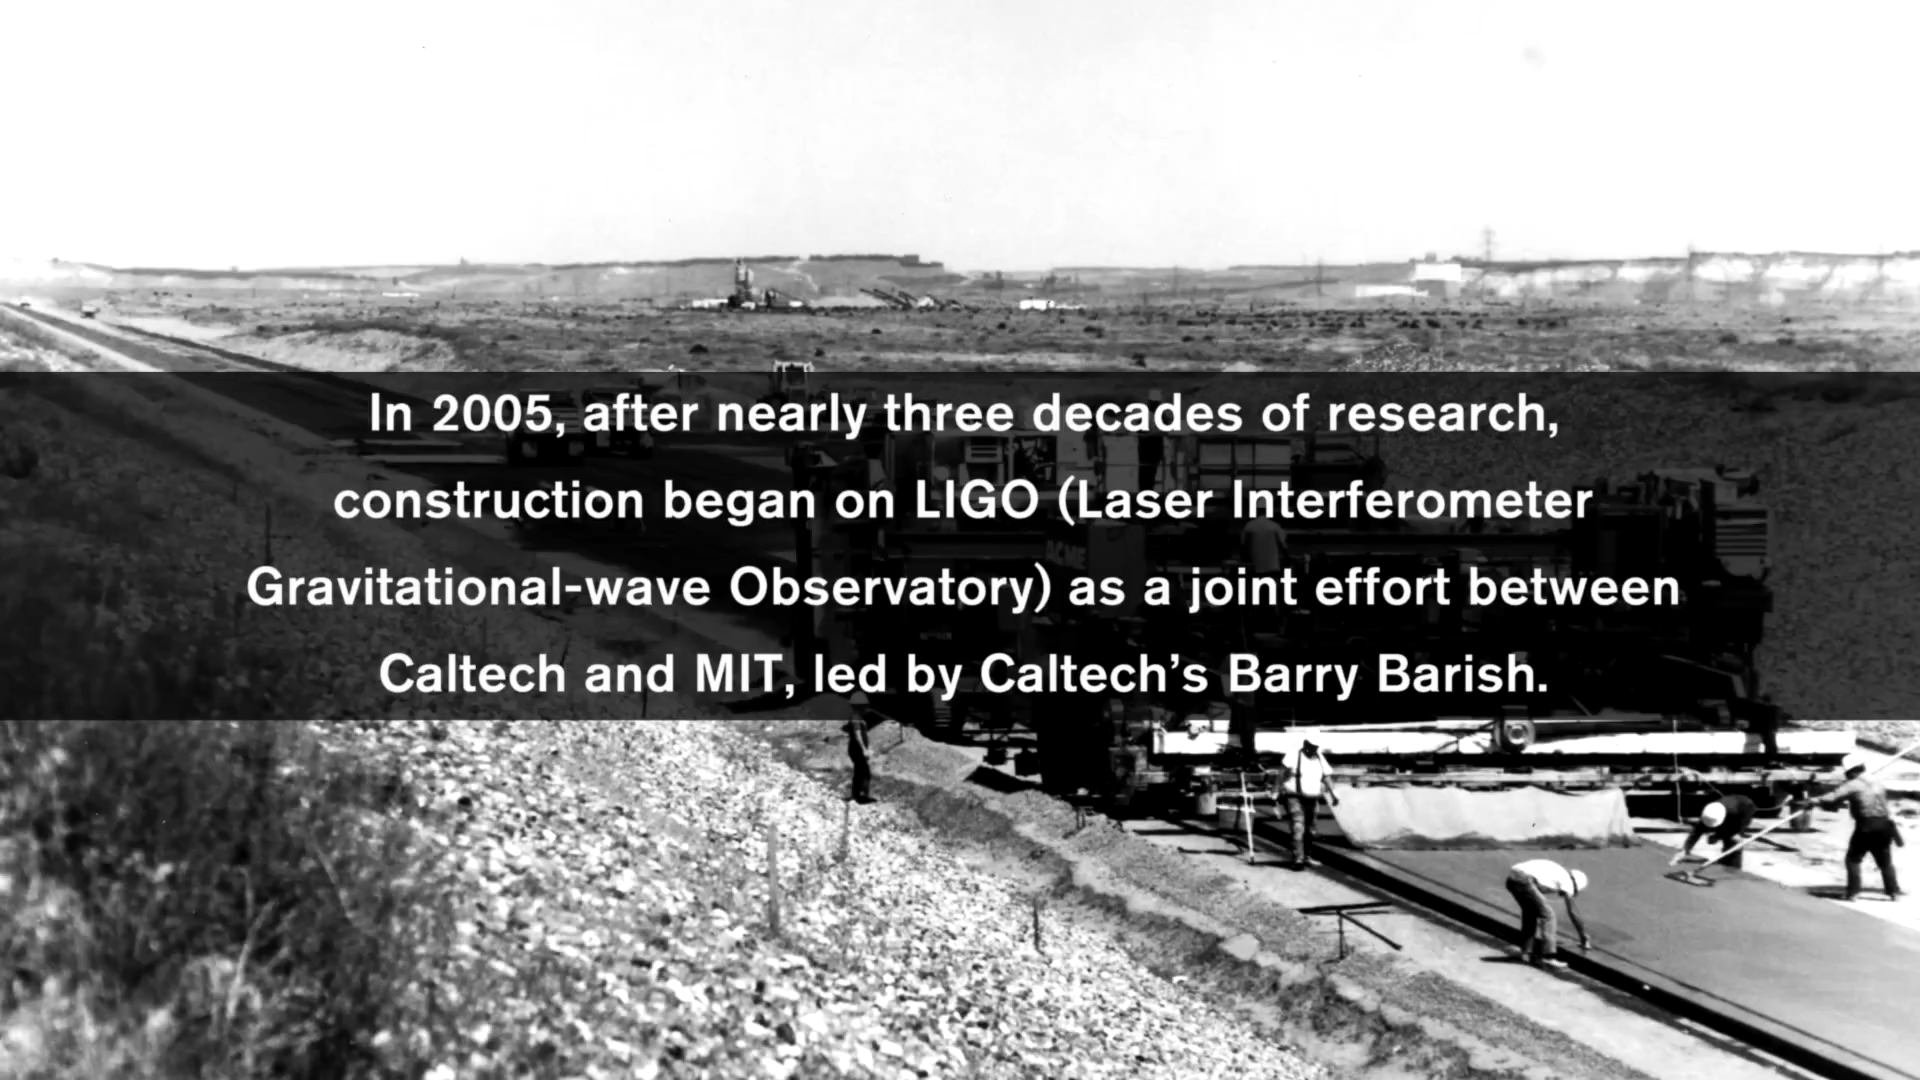 In 2005, after nearly three decades of research,
construction began on LIGO (Laser Interferometer
Gravitational-wave Observatory) as a joint effort between
Caltech and MIT, led by Caltech's Barry Barish.
ACME